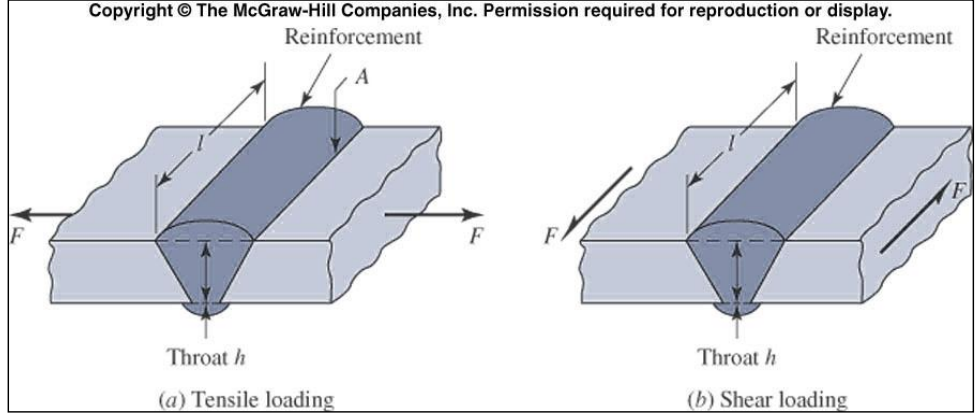 Copyright © The McGraw-Hill Companies, Inc. Permission required for reproduction or display.
Reinforcement
A
l
F
F
Throat h
(a) Tensile loading
Reinforcement
l
F
F
Throat h
(b) Shear loading